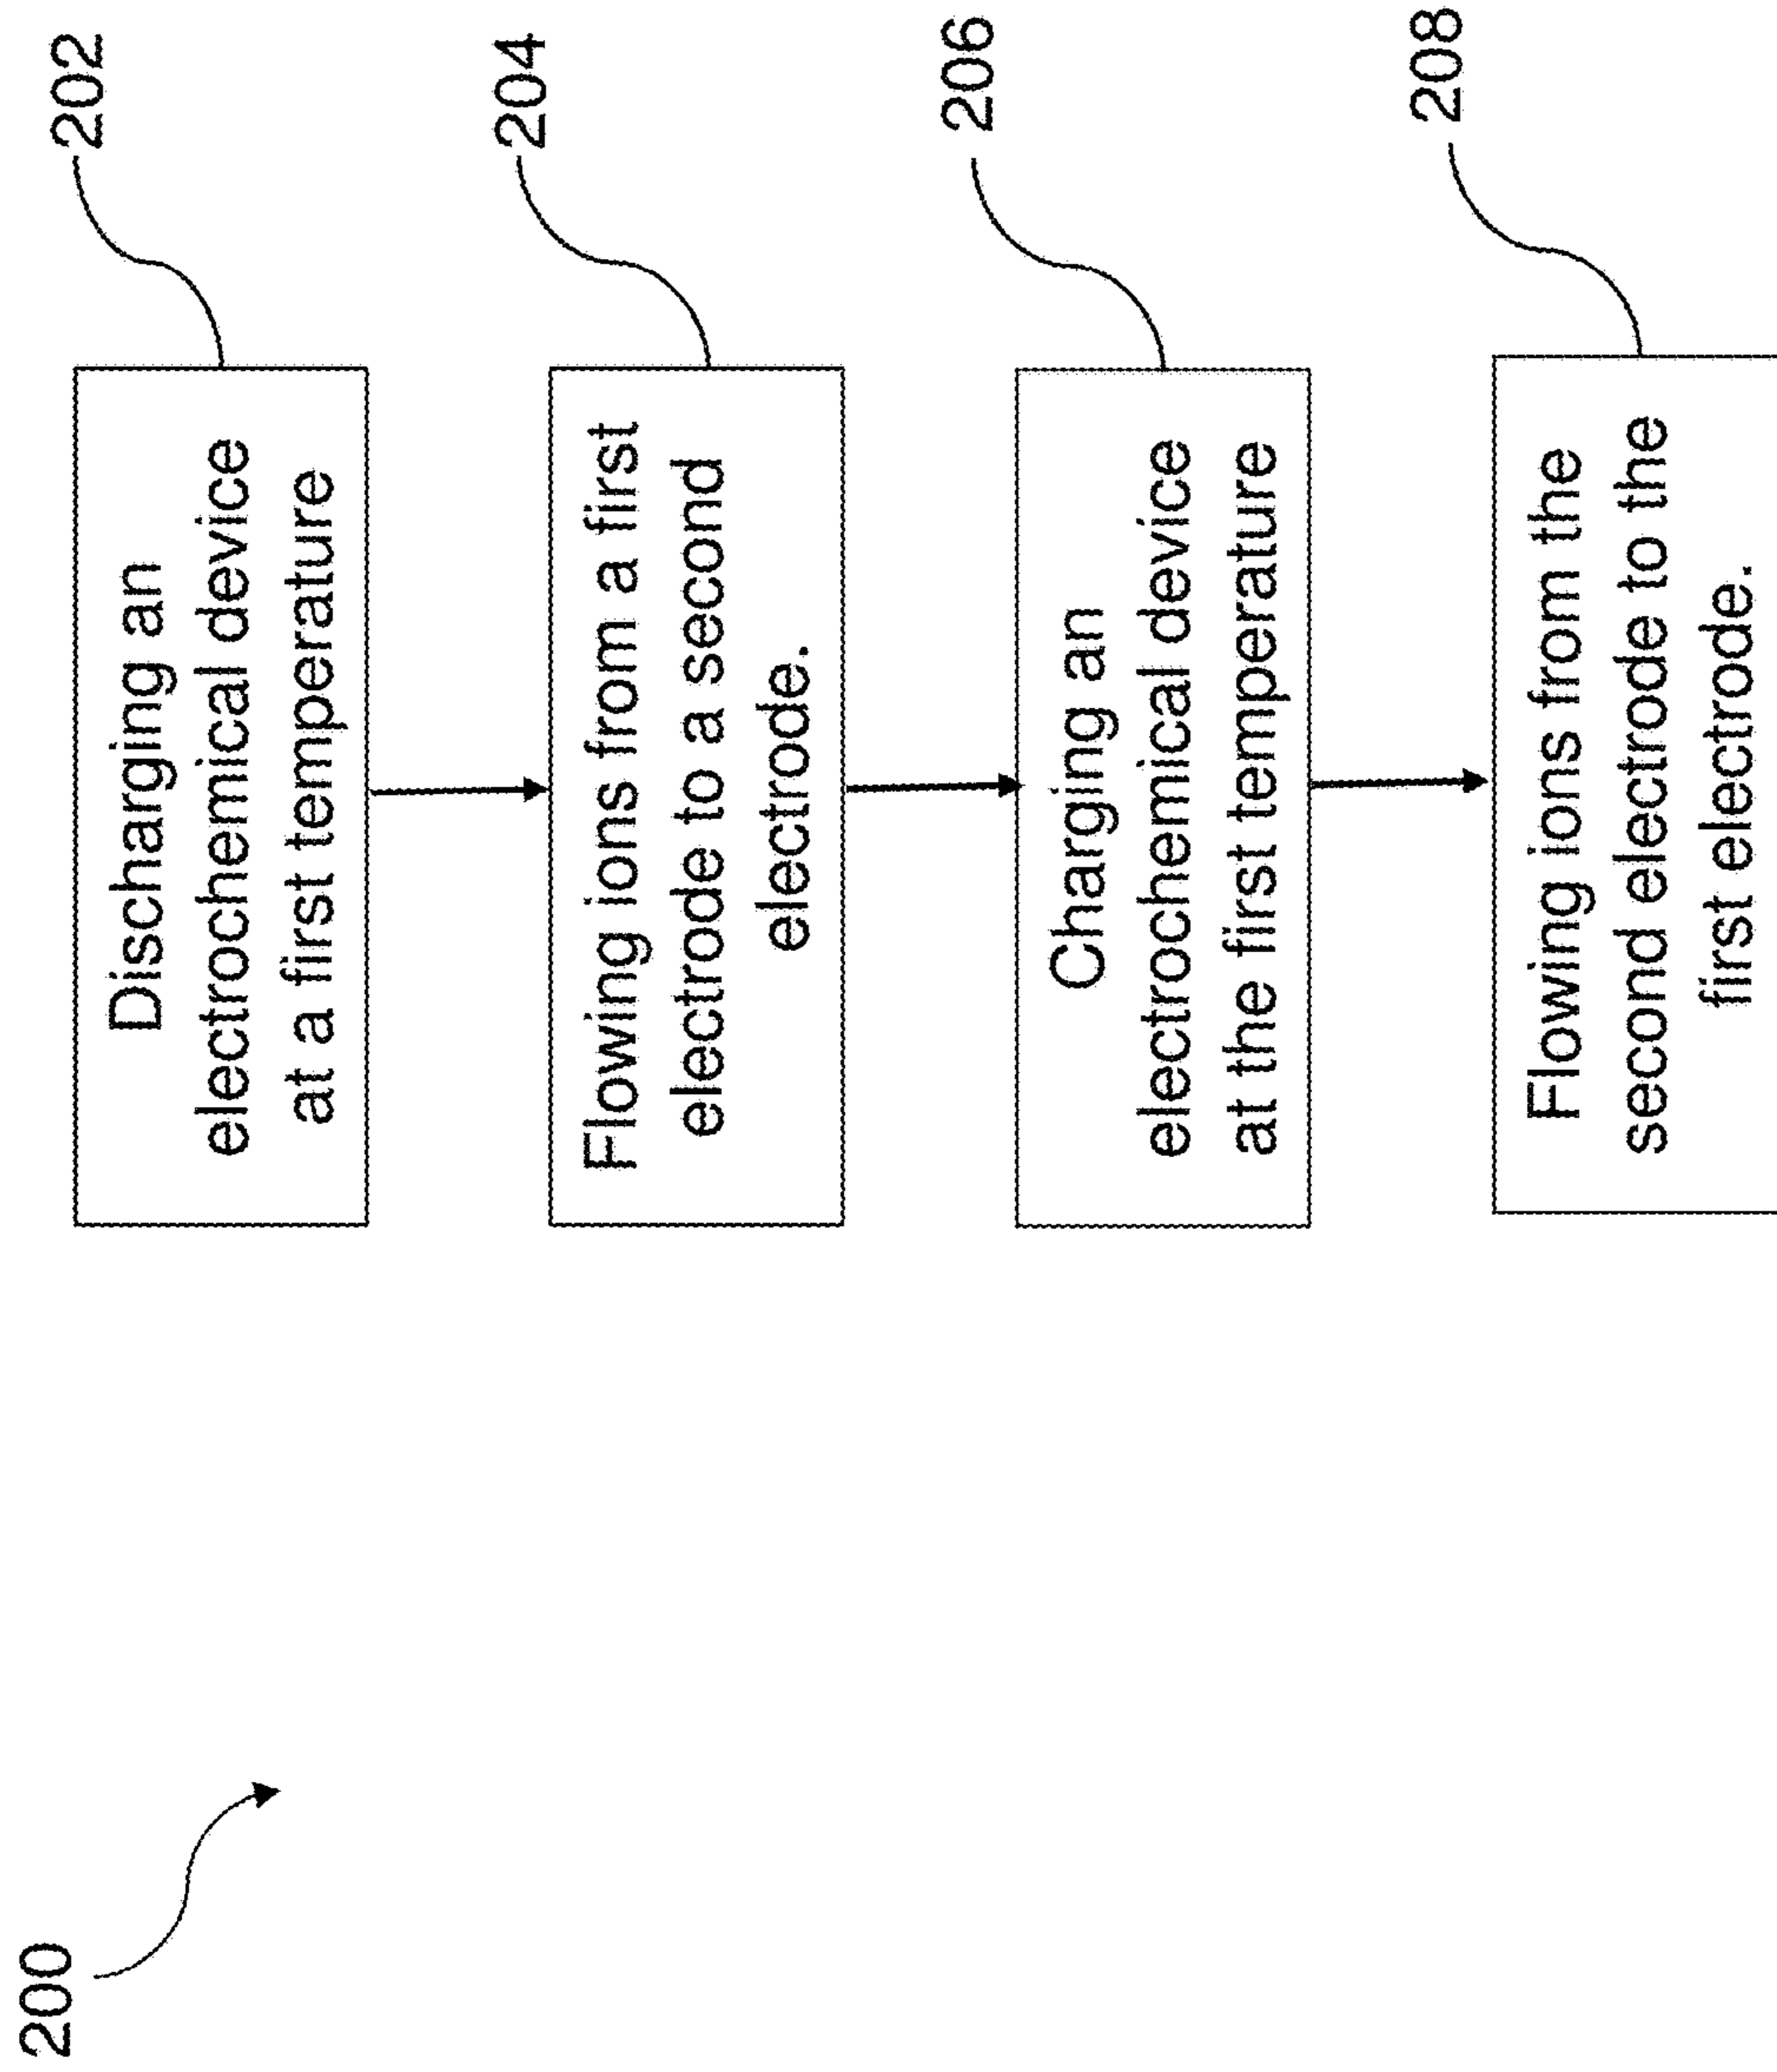 200
Discharging an
electrochemical device
at a first temperature
202
Flowing ions from a first
electrode to a second
electrode.
204
Charging an
electrochemical device
at the first temperature
206
Flowing ions from the
second electrode to the
first electrode.
208